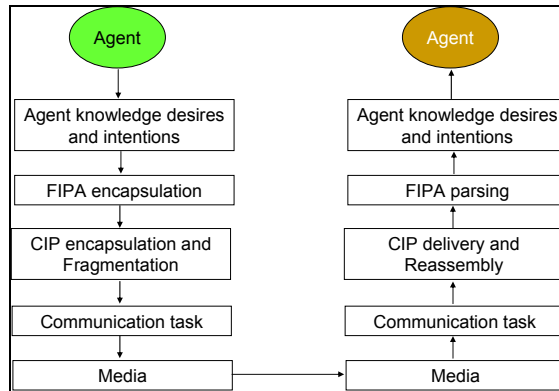 Agent
Agent knowledge desires
and intentions
FIPA encapsulation
CIP encapsulation and
Fragmentation
Communication task
Media
Agent
Agent knowledge desires
and intentions
FIPA parsing
CIP delivery and
Reassembly
Communication task
Media